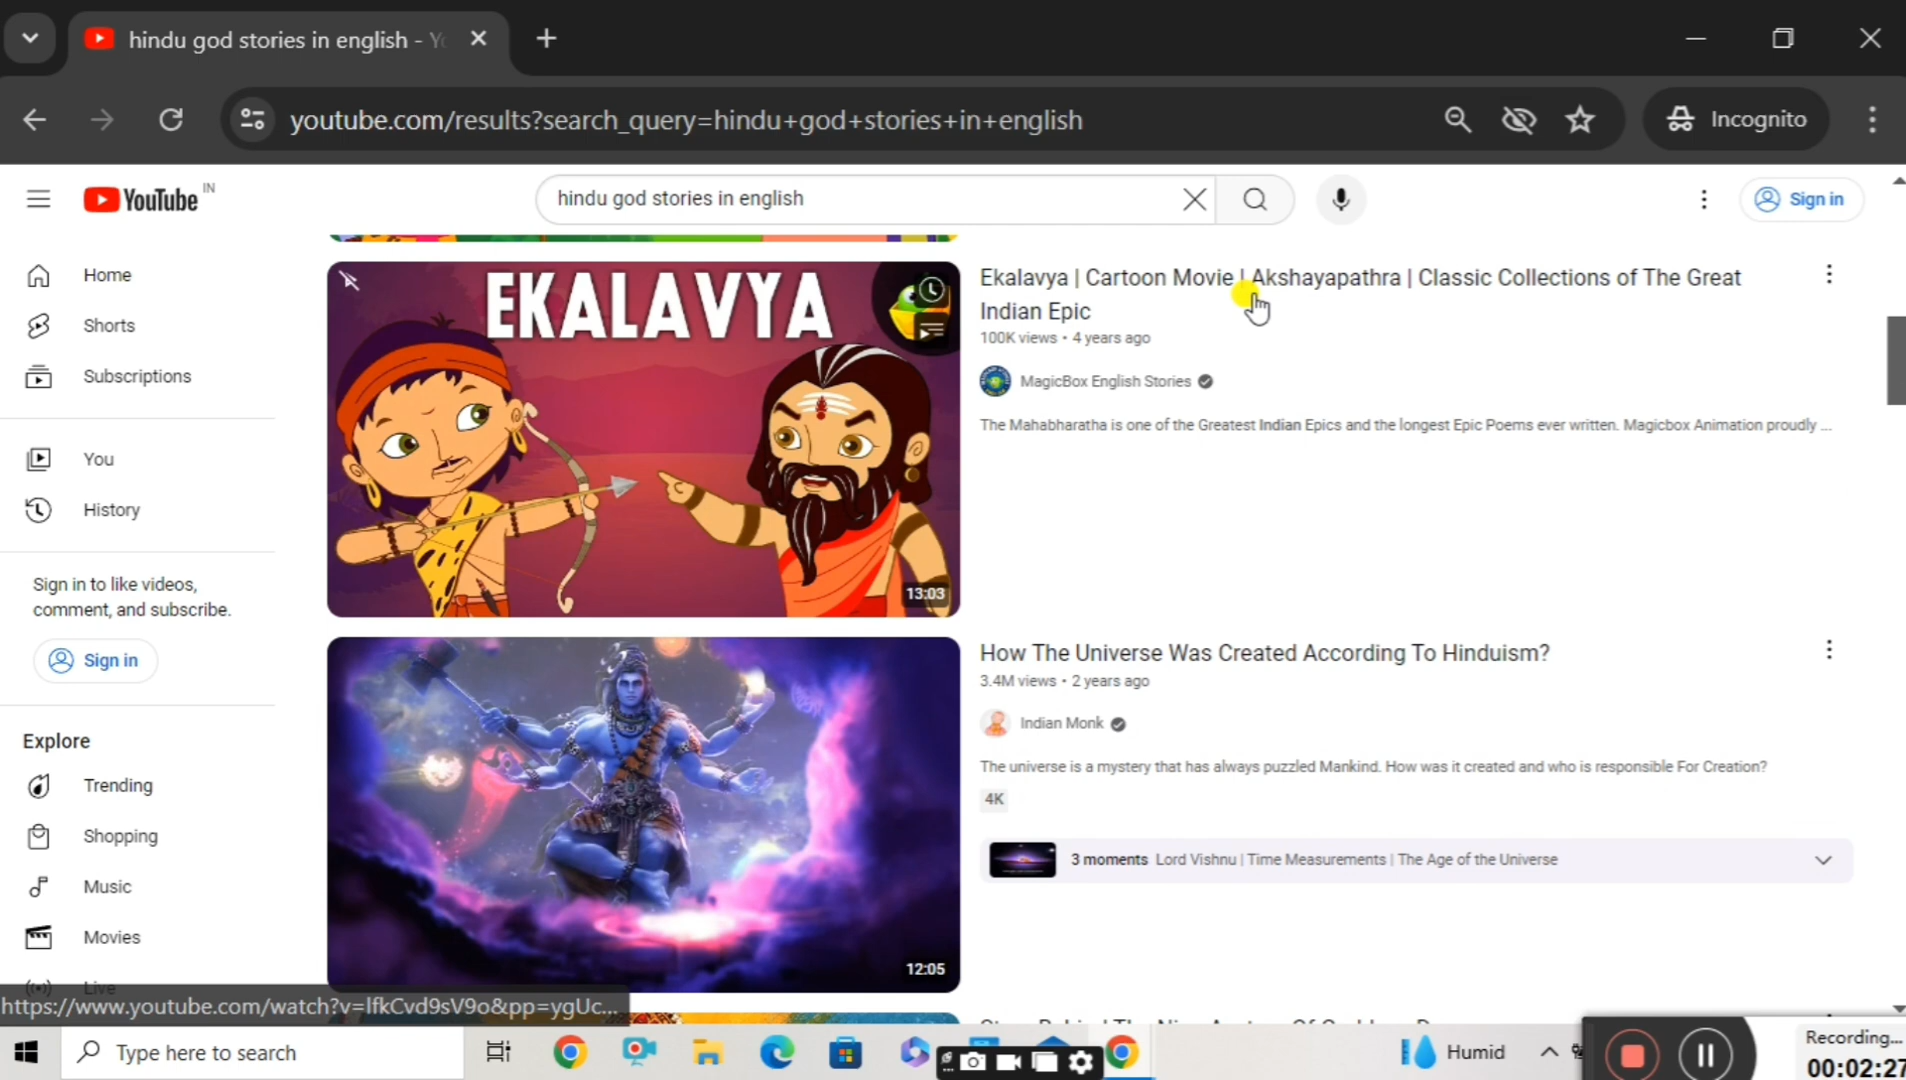 hindu god stories in english - Yo
youtube.com/results?search_query=hindu+god+stories+in+english
Incognito
YouTube IN
hindu god stories in english
Sign in
Home
Shorts
Subscriptions
You
History
Sign in to like videos,
comment, and subscribe.
Sign in
Explore
Trending
Shopping
Music
Movies
Live
EKALAVYA
13:03
Ekalavya | Cartoon Movie | Akshayapathra | Classic Collections of The Great
Indian Epic
100K views • 4 years ago
MagicBox English Stories
The Mahabharatha is one of the Greatest Indian Epics and the longest Epic Poems ever written. Magicbox Animation proudly ...
12:05
How The Universe Was Created According To Hinduism?
3.4M views • 2 years ago
Indian Monk
The universe is a mystery that has always puzzled Mankind. How was it created and who is responsible For Creation?
4K
3 moments Lord Vishnu | Time Measurements | The Age of the Universe
https://www.youtube.com/watch?v=lfkCvd9sV9o&pp=ygUc...
Type here to search
Humid
Recording...
00:02:27